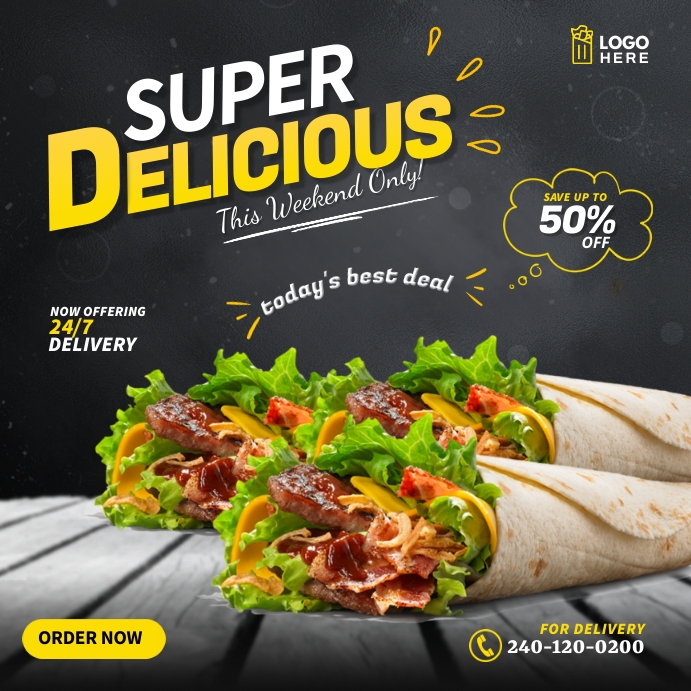 LOGO
HERE
SUPER
DELICIOUS
This Weekend Only!
SAVE UP TO
50%
OFF
today's best deal
NOW OFFERING
24/7
DELIVERY
ORDER NOW
FOR DELIVERY
240-120-0200